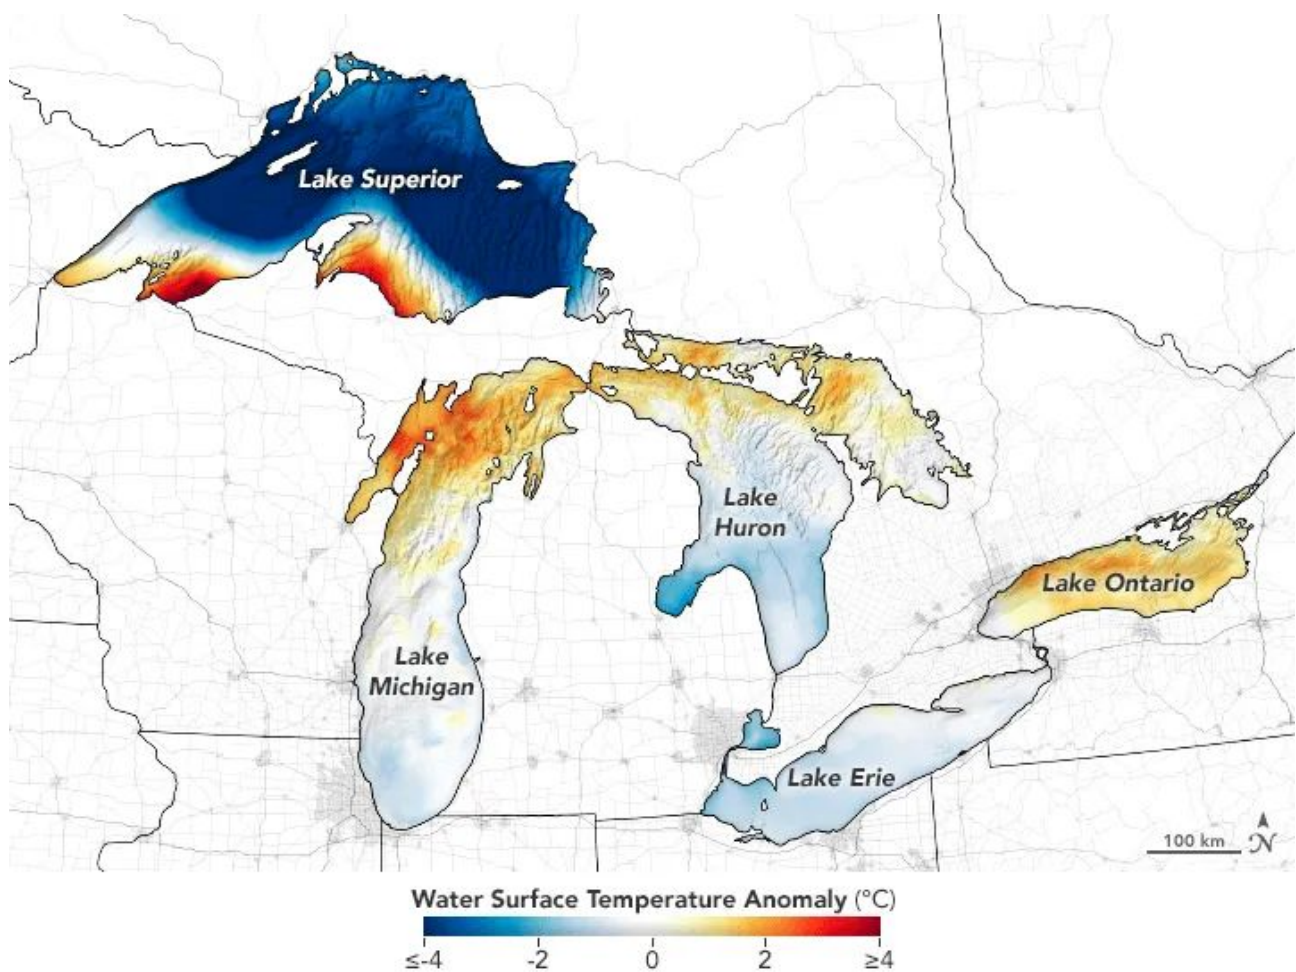 Lake Superior
Lake
Huron
Lake Ontario
Lake
Michigan
Lake Erie
100 km
N
Water Surface Temperature Anomaly (°C)
≤-4 -2 0 2 ≥4